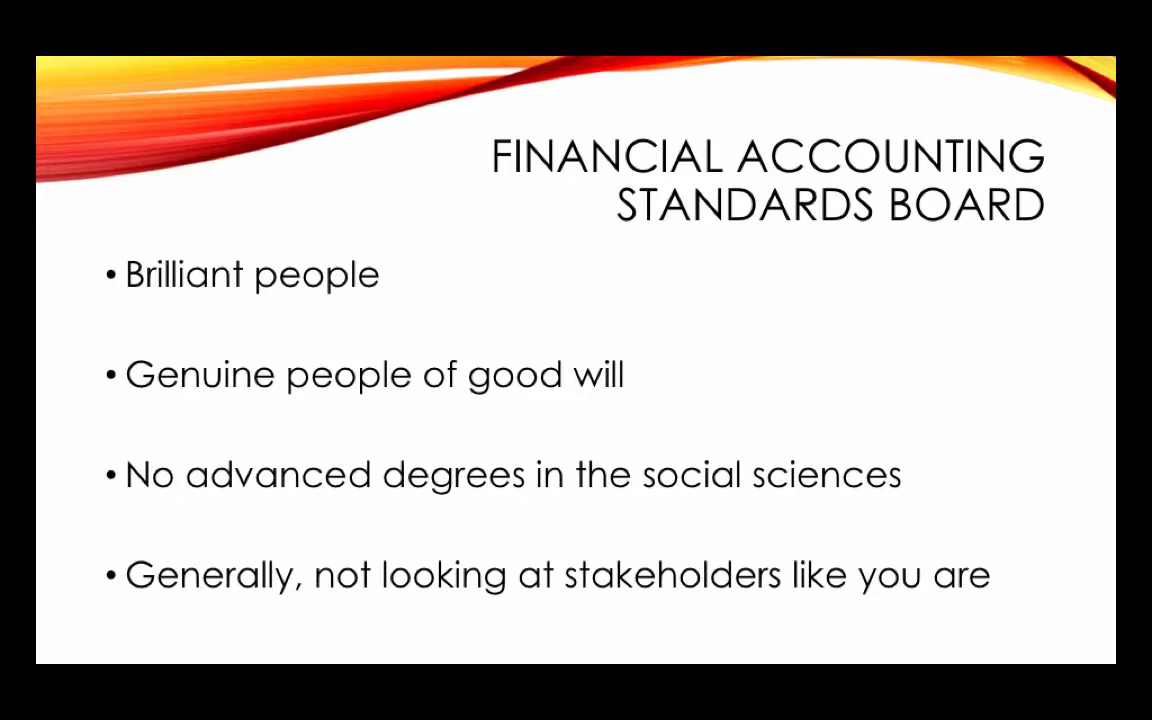 FINANCIAL ACCOUNTING
STANDARDS BOARD
• Brilliant people
• Genuine people of good will
• No advanced degrees in the social sciences
• Generally, not looking at stakeholders like you are